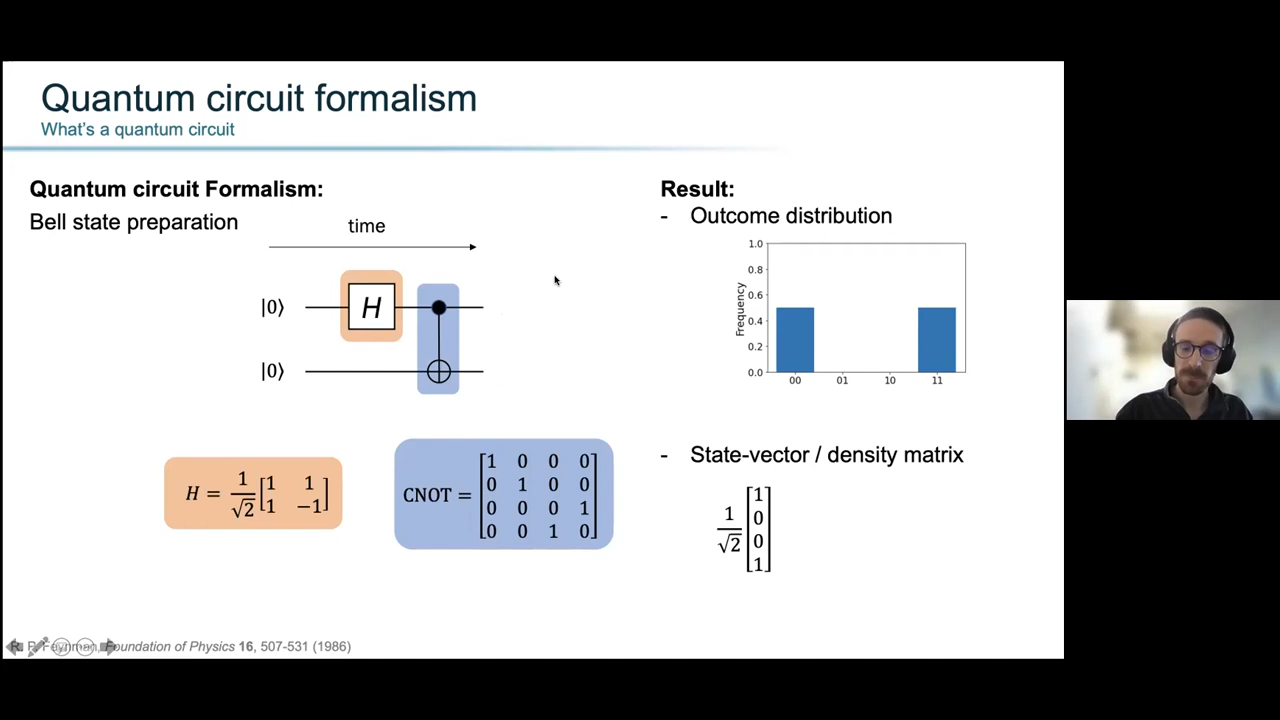 Quantum circuit formalism
What's a quantum circuit
Quantum circuit Formalism:
Bell state preparation
time
|0⟩
H
|0⟩
H = 1/√2 [1 1
1 −1]
CNOT = [1 0 0 0
0 1 0 0
0 0 0 1
0 0 1 0]
Result:
- Outcome distribution
Frequency
1.0
0.8
0.6
0.4
0.2
0.0
00 01 10 11
- State-vector / density matrix
1/√2 [1
0
0
1]
R. P. Feynman, Foundation of Physics 16, 507-531 (1986)